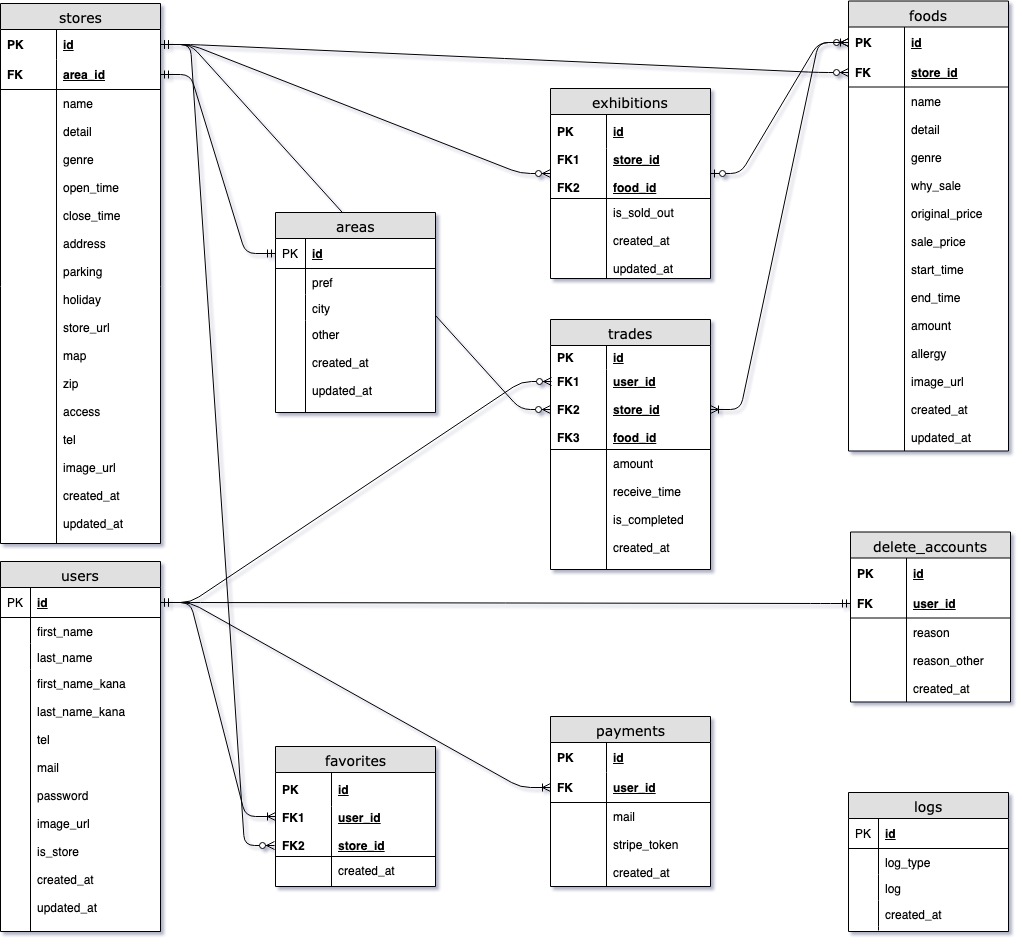 stores
PK id
FK area_id
name
detail
genre
open_time
close_time
address
parking
holiday
store_url
map
zip
access
tel
image_url
created_at
updated_at
foods
PK id
FK store_id
name
detail
genre
why_sale
original_price
sale_price
start_time
end_time
amount
allergy
image_url
created_at
updated_at
exhibitions
PK id
FK1 store_id
FK2 food_id
is_sold_out
created_at
updated_at
areas
PK id
pref
city
other
created_at
updated_at
trades
PK id
FK1 user_id
FK2 store_id
FK3 food_id
amount
receive_time
is_completed
created_at
users
PK id
first_name
last_name
first_name_kana
last_name_kana
tel
mail
password
image_url
is_store
created_at
updated_at
delete_accounts
PK id
FK user_id
reason
reason_other
created_at
favorites
PK id
FK1 user_id
FK2 store_id
created_at
payments
PK id
FK user_id
mail
stripe_token
created_at
logs
PK id
log_type
log
created_at